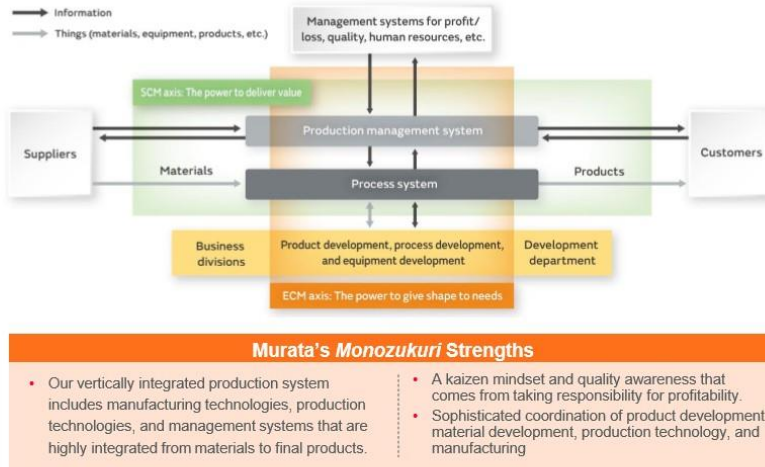 Information
Things (materials, equipment, products, etc.)
Management systems for profit/
loss, quality, human resources, etc.
SCM axis: The power to deliver value
Suppliers
Production management system
Customers
Materials
Process system
Products
Business
divisions
Product development, process development,
and equipment development
Development
department
ECM axis: The power to give shape to needs
Murata's Monozukuri Strengths
• Our vertically integrated production system
includes manufacturing technologies, production
technologies, and management systems that are
highly integrated from materials to final products.
• A kaizen mindset and quality awareness that
comes from taking responsibility for profitability.
• Sophisticated coordination of product development
material development, production technology, and
manufacturing